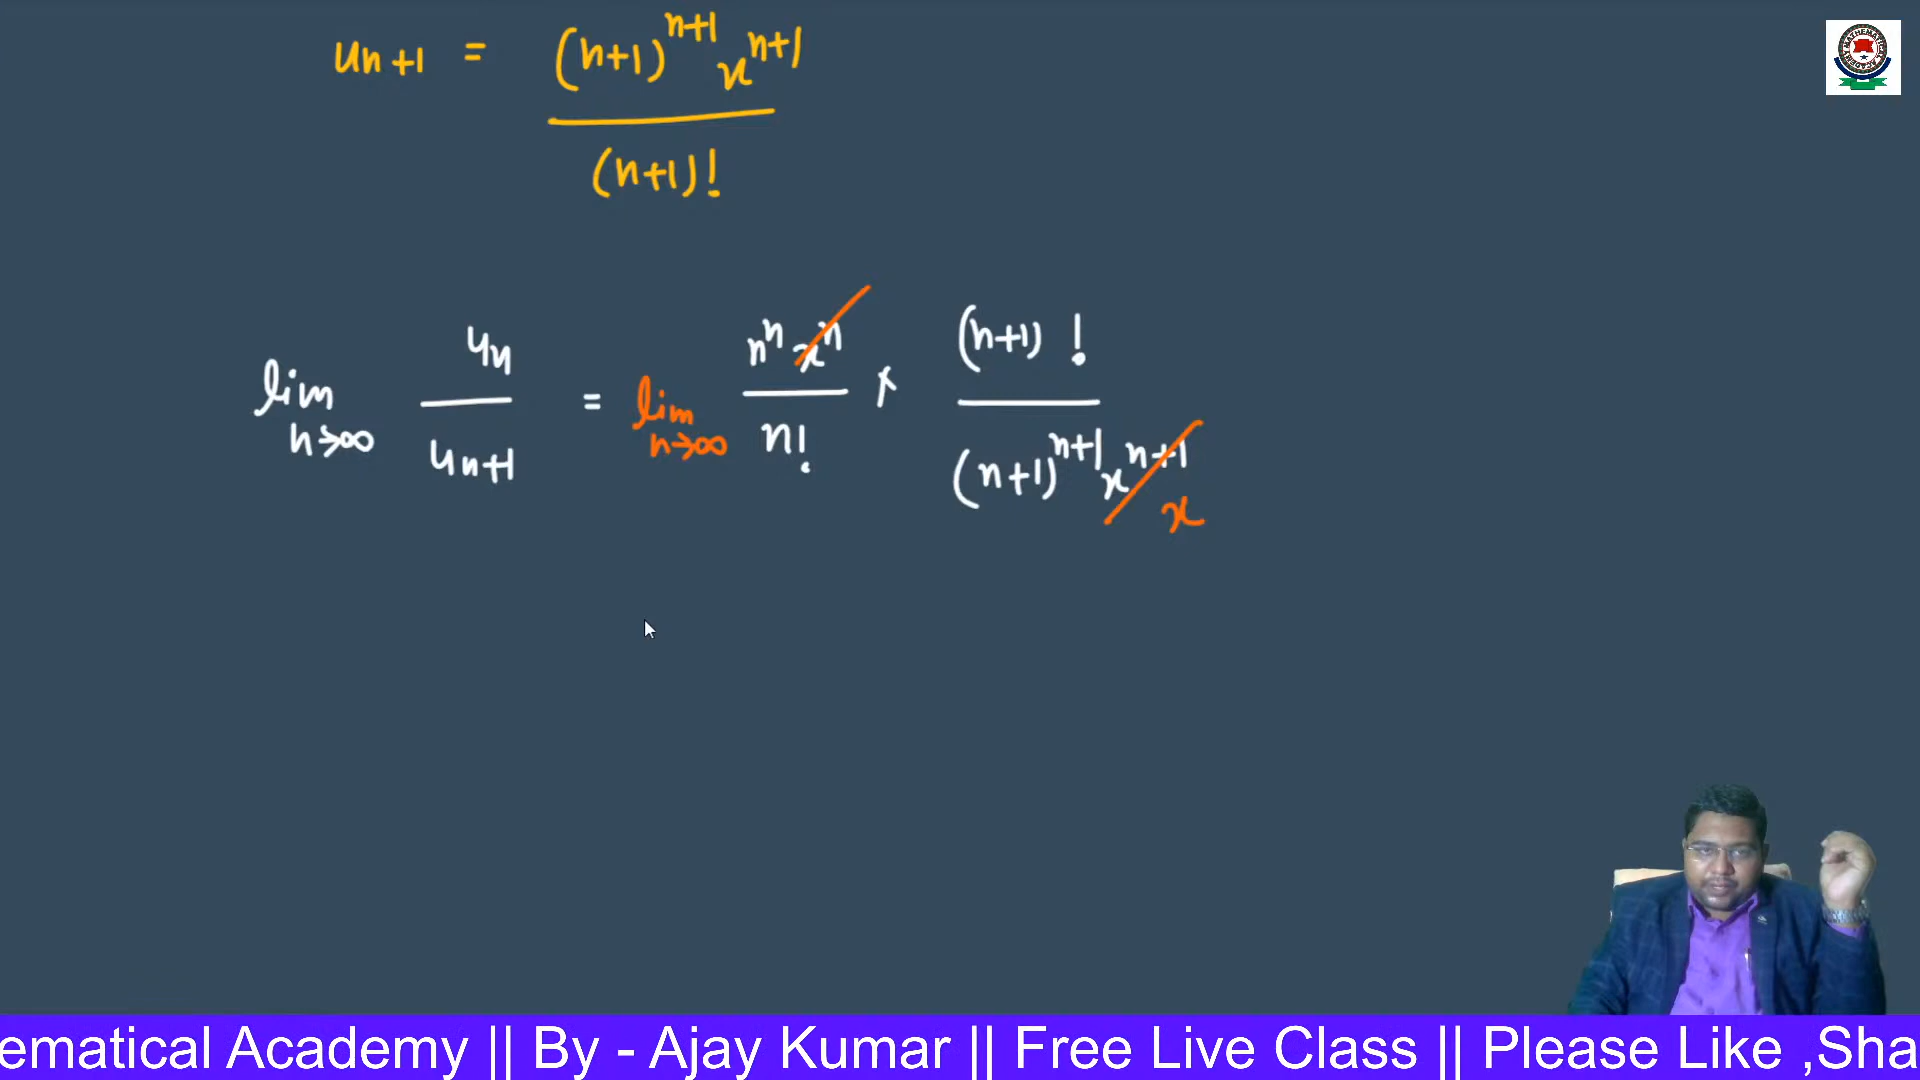 un+1 = (n+1)^n+1 x^n+1 / (n+1)!
lim n→∞ un / un+1 = lim n→∞ n^n x^n / n! × (n+1)! / (n+1)^n+1 x^n+1
x
ematical Academy || By - Ajay Kumar || Free Live Class || Please Like ,Sha